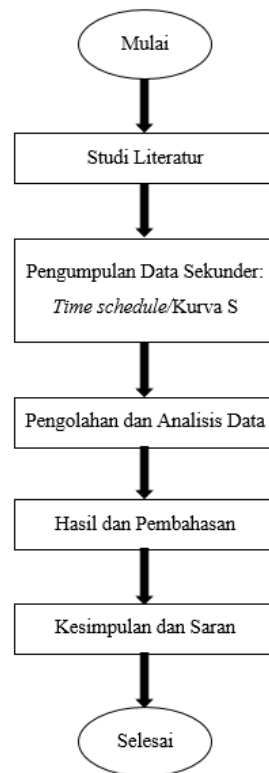 Mulai
Studi Literatur
Pengumpulan Data Sekunder:
Time schedule/Kurva S
Pengolahan dan Analisis Data
Hasil dan Pembahasan
Kesimpulan dan Saran
Selesai